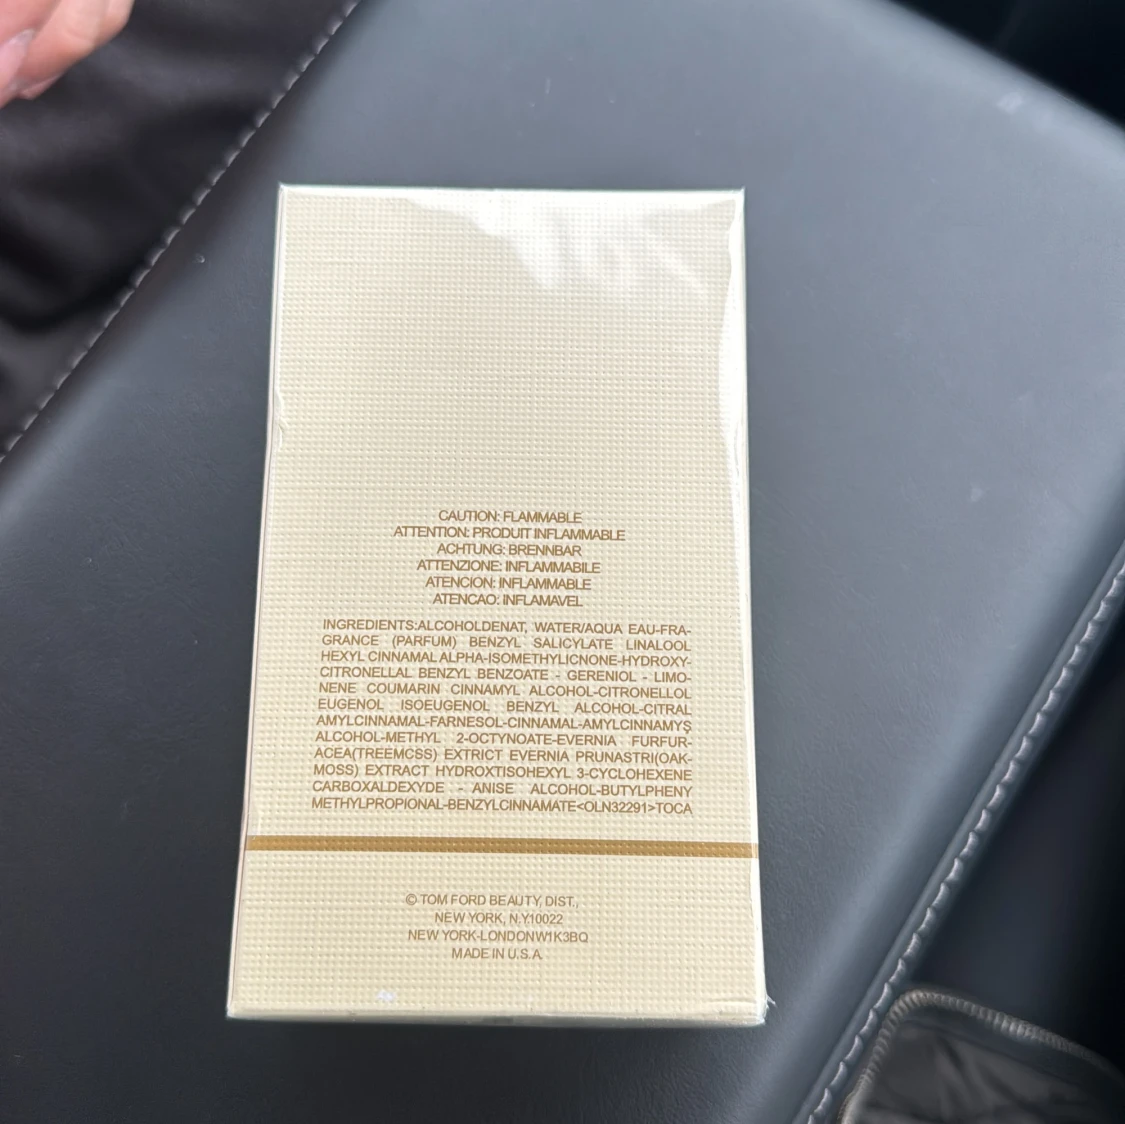 CAUTION: FLAMMABLE
ATTENTION: PRODUIT INFLAMMABLE
ACHTUNG: BRENNBAR
ATTENZIONE: INFLAMMABILE
ATENCION: INFLAMMABLE
ATENCAO: INFLAMAVEL
INGREDIENTS:ALCOHOLDENAT, WATER/AQUA EAU-FRA-
GRANCE (PARFUM) BENZYL SALICYLATE LINALOOL
HEXYL CINNAMAL ALPHA-ISOMETHYLICNONE-HYDROXY-
CITRONELLAL BENZYL BENZOATE - GERENIOL - LIMO-
NENE COUMARIN CINNAMYL ALCOHOL-CITRONELLOL
EUGENOL ISOEUGENOL BENZYL ALCOHOL-CITRAL
AMYLCINNAMAL-FARNESOL-CINNAMAL-AMYLCINNAMYŞ
ALCOHOL-METHYL 2-OCTYNOATE-EVERNIA FURFUR-
ACEA(TREEMCSS) EXTRICT EVERNIA PRUNASTRI(OAK-
MOSS) EXTRACT HYDROXTISOHEXYL 3-CYCLOHEXENE
CARBOXALDEXYDE - ANISE ALCOHOL-BUTYLPHENY
METHYLPROPIONAL-BENZYLCINNAMATE<OLN32291>TOCA
© TOM FORD BEAUTY, DIST.,
NEW YORK, N.Y.10022
NEW YORK-LONDONW1K3BQ
MADE IN U.S.A.